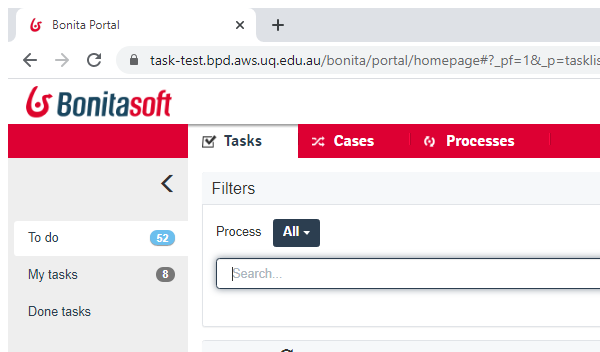 Bonita Portal
task-test.bpd.aws.uq.edu.au/bonita/portal/homepage#?_pf=1&_p=tasklis
Bonitasoft
Tasks Cases Processes
Filters
To do 52
Process All
My tasks 8
Search...
Done tasks